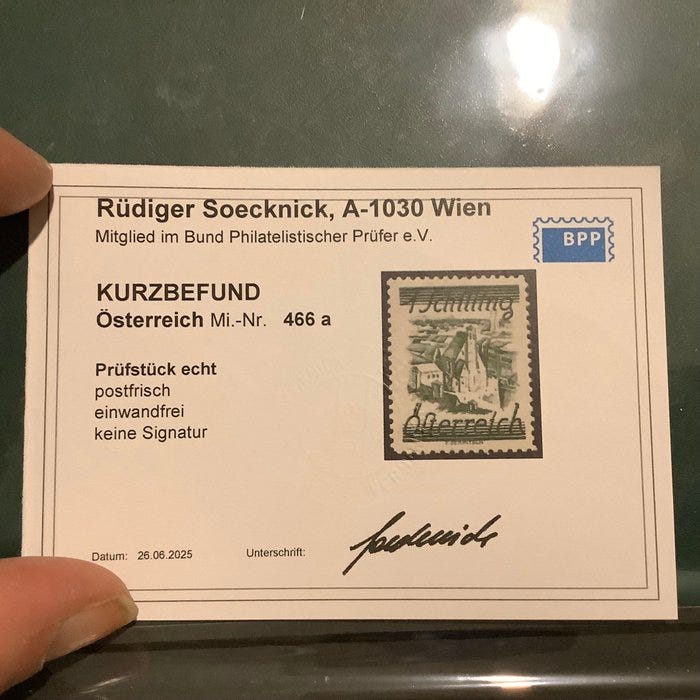 Rüdiger Soecknick, A-1030 Wien
Mitglied im Bund Philatelistischer Prüfer e.V.
BPP
KURZBEFUND
Österreich Mi.-Nr. 466 a
1 Schilling
Österreich
Prüfstück echt
postfrisch
einwandfrei
keine Signatur
Datum: 26.06.2025
Unterschrift: